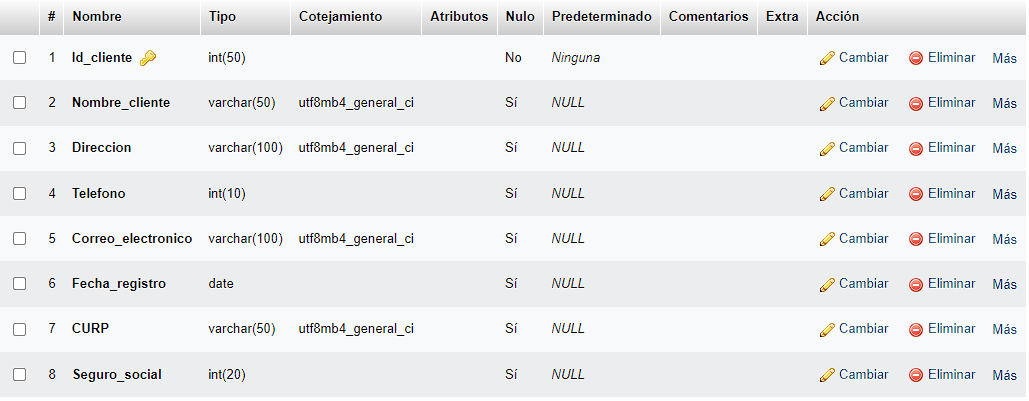 # Nombre Tipo Cotejamiento Atributos Nulo Predeterminado Comentarios Extra Acción
1 Id_cliente int(50) No Ninguna Cambiar Eliminar Más
2 Nombre_cliente varchar(50) utf8mb4_general_ci Sí NULL Cambiar Eliminar Más
3 Direccion varchar(100) utf8mb4_general_ci Sí NULL Cambiar Eliminar Más
4 Telefono int(10) Sí NULL Cambiar Eliminar Más
5 Correo_electronico varchar(100) utf8mb4_general_ci Sí NULL Cambiar Eliminar Más
6 Fecha_registro date Sí NULL Cambiar Eliminar Más
7 CURP varchar(50) utf8mb4_general_ci Sí NULL Cambiar Eliminar Más
8 Seguro_social int(20) Sí NULL Cambiar Eliminar Más